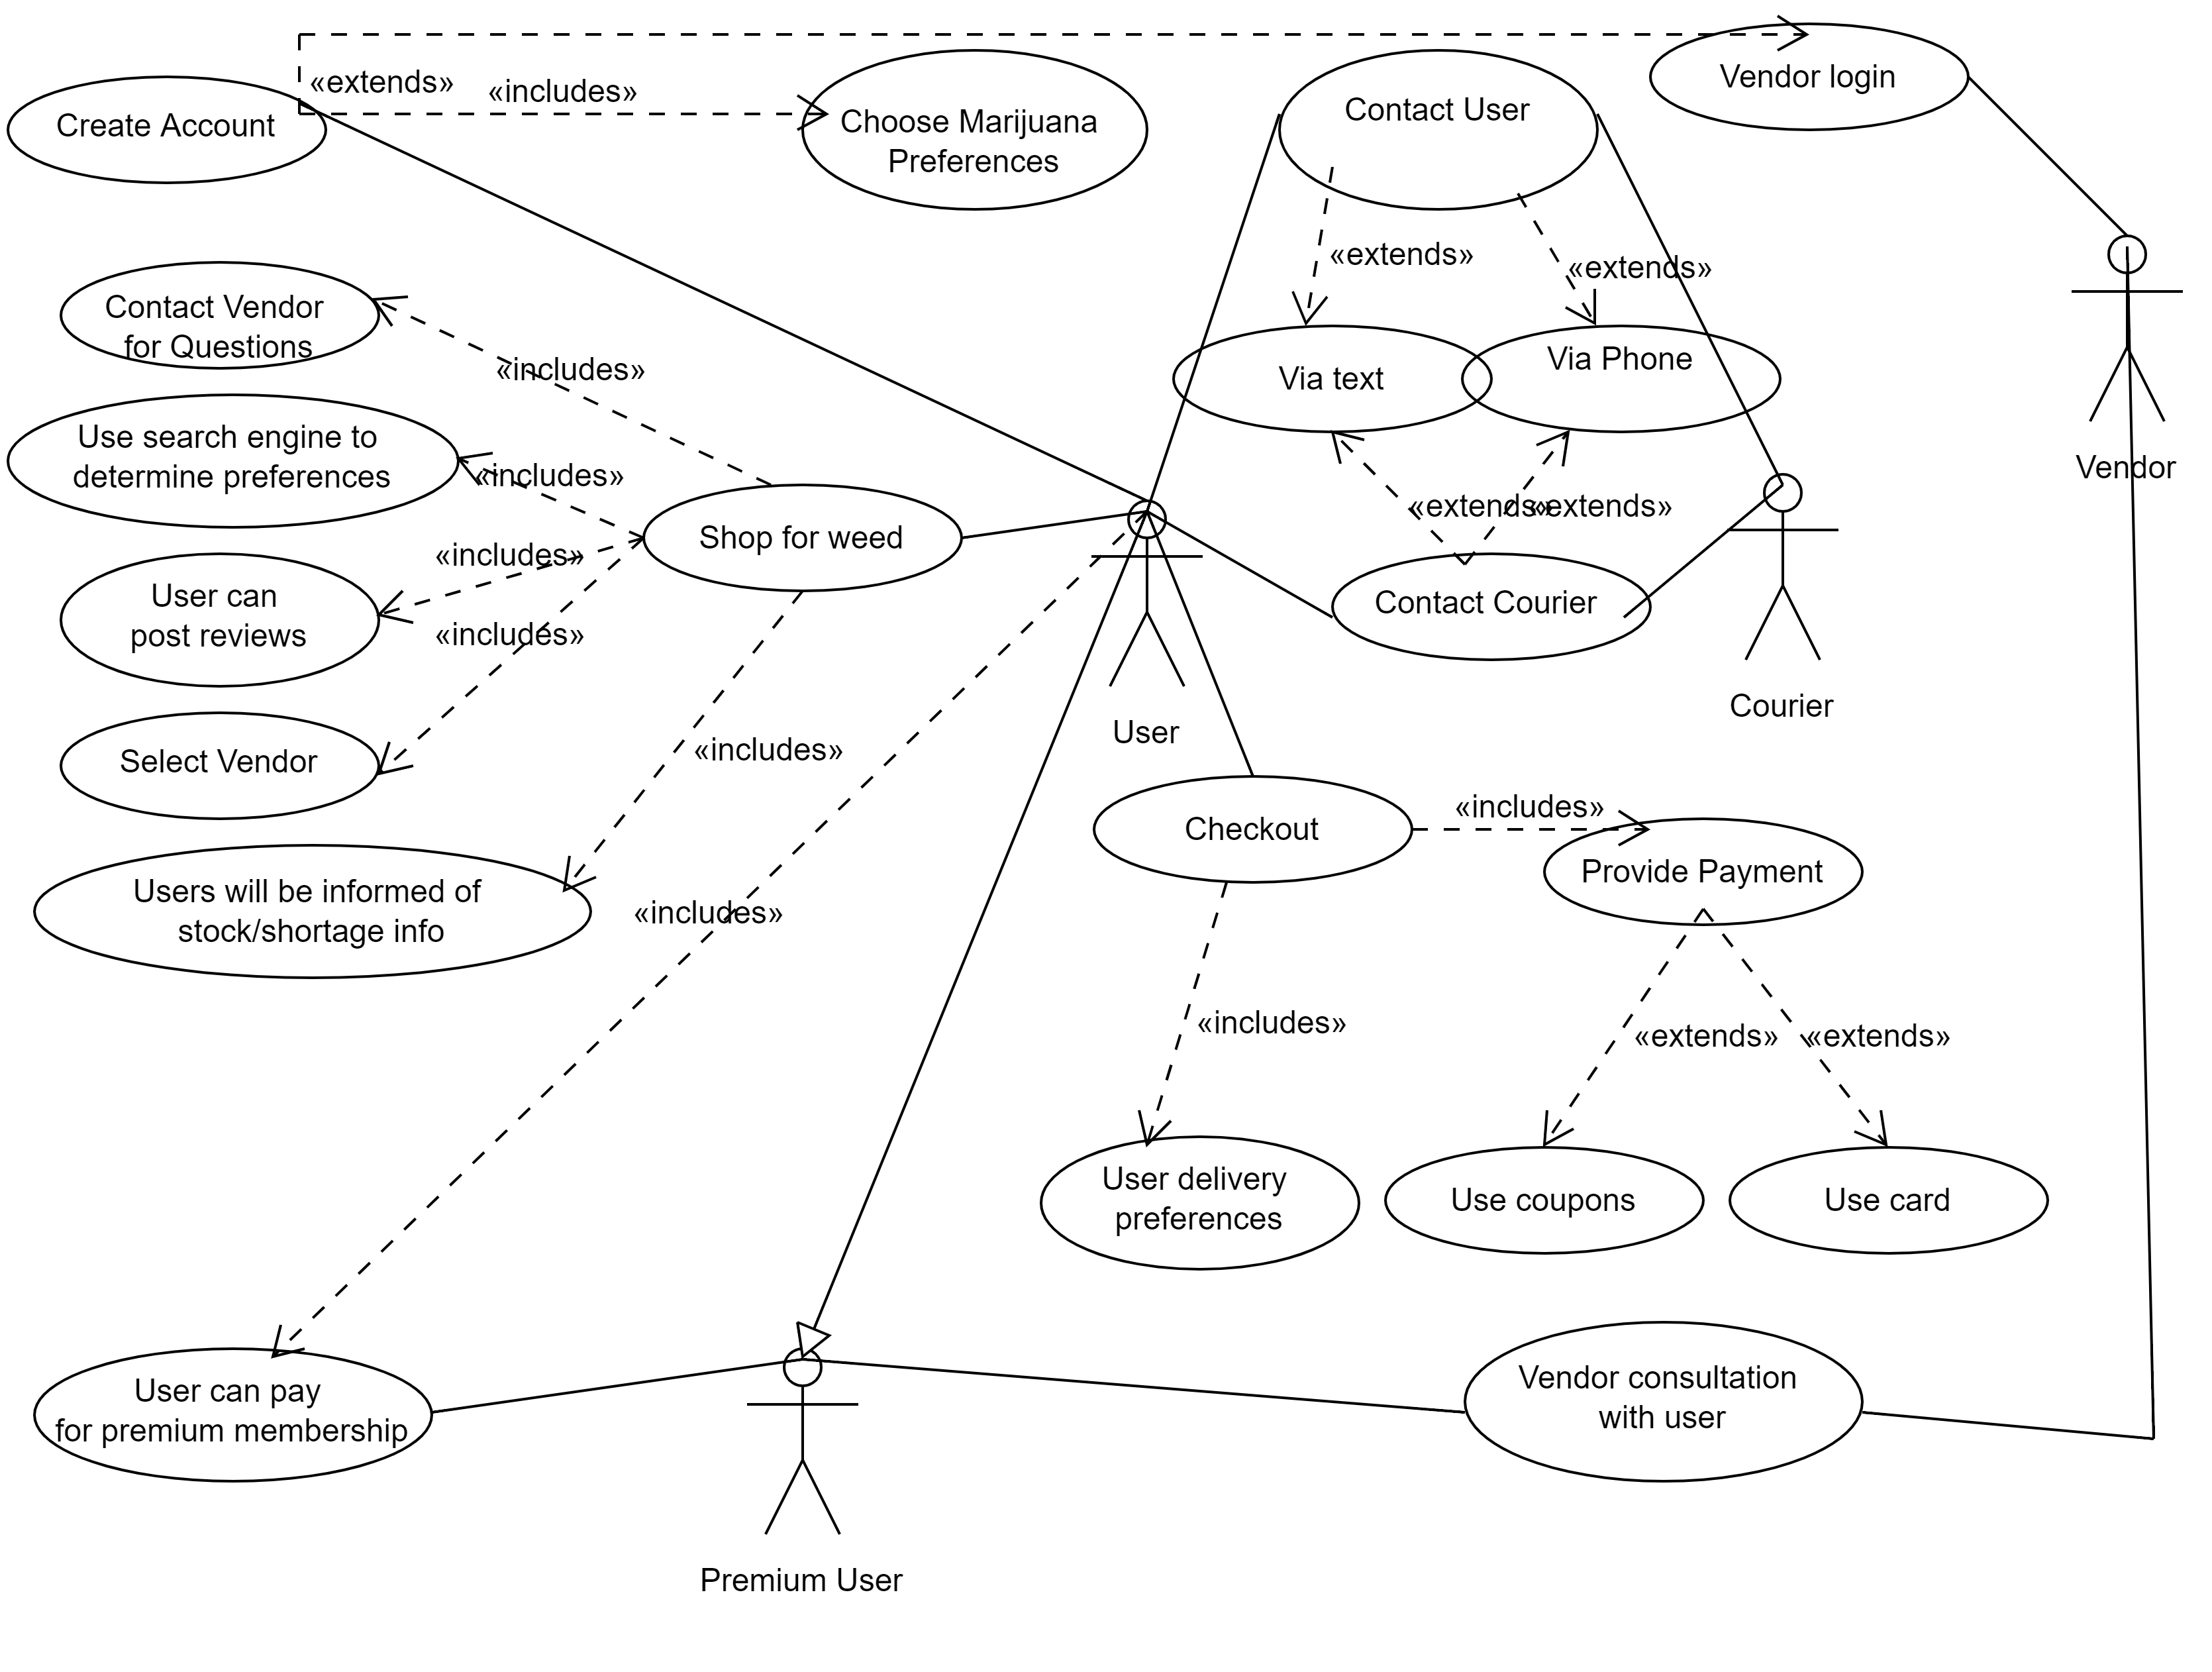 «extends»
«includes»
Create Account
Choose Marijuana
Preferences
Contact User
Vendor login
«extends»
«extends»
Contact Vendor
for Questions
«includes»
Via text
Via Phone
Use search engine to
determine preferences
«includes»
Vendor
«extends»
«extends»
Shop for weed
«includes»
User can
post reviews
«includes»
Contact Courier
User
Courier
Select Vendor
«includes»
Checkout
«includes»
Provide Payment
Users will be informed of
stock/shortage info
«includes»
«includes»
«extends»
«extends»
User delivery
preferences
Use coupons
Use card
User can pay
for premium membership
Vendor consultation
with user
Premium User